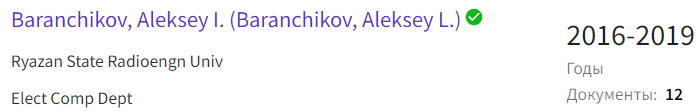 Baranchikov, Aleksey I. (Baranchikov, Aleksey L.)
Ryazan State Radioengn Univ
Elect Comp Dept
2016-2019
Годы
Документы: 12